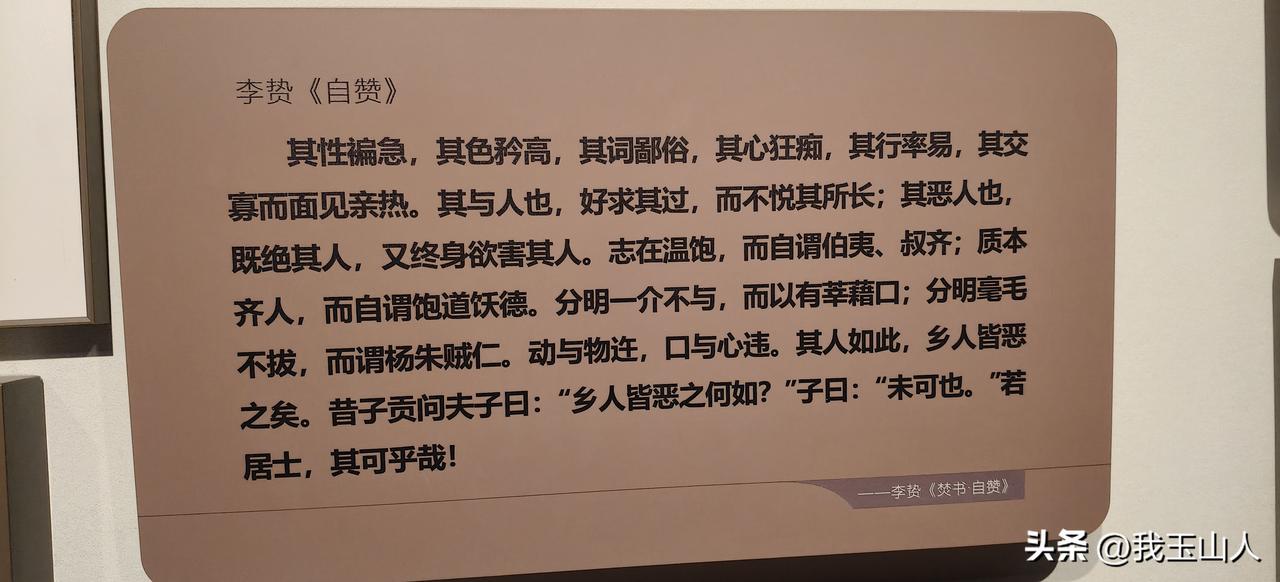 李贽《自赞》
其性褊急，其色矜高，其词鄙俗，其心狂痴，其行率易，其交
寡而面见亲热。其与人也，好求其过，而不悦其所长；其恶人也，
既绝其人，又终身欲害其人。志在温饱，而自谓伯夷、叔齐；质本
齐人，而自谓饱道饫德。分明一介不与，而以有莘藉口；分明毫毛
不拔，而谓杨朱贼仁。动与物迕，口与心违。其人如此，乡人皆恶
之矣。昔子贡问夫子曰：“乡人皆恶之何如？”子曰：“未可也。”若
居士，其可乎哉！
——李贽《焚书·自赞》
头条 @我玉山人